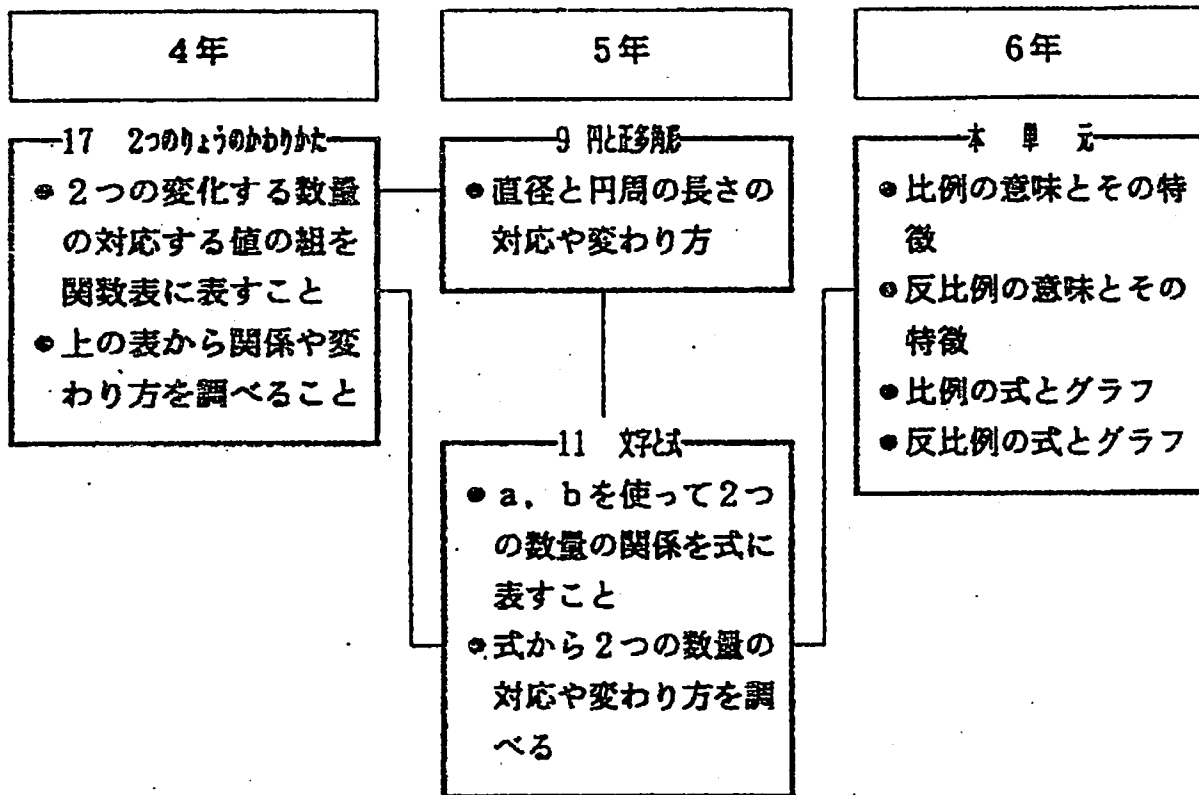 4年
17 2つのりょうのかわりかた
● 2つの変化する数量
の対応する値の組を
関数表に表すこと
● 上の表から関係や変
わり方を調べること
5年
9 円と正多角形
● 直径と円周の長さの
対応や変わり方
11 文字と式
● a，bを使って2つ
の数量の関係を式に
表すこと
● 式から2つの数量の
対応や変わり方を調
べる
6年
本単元
● 比例の意味とその特
徴
● 反比例の意味とその
特徴
● 比例の式とグラフ
● 反比例の式とグラフ